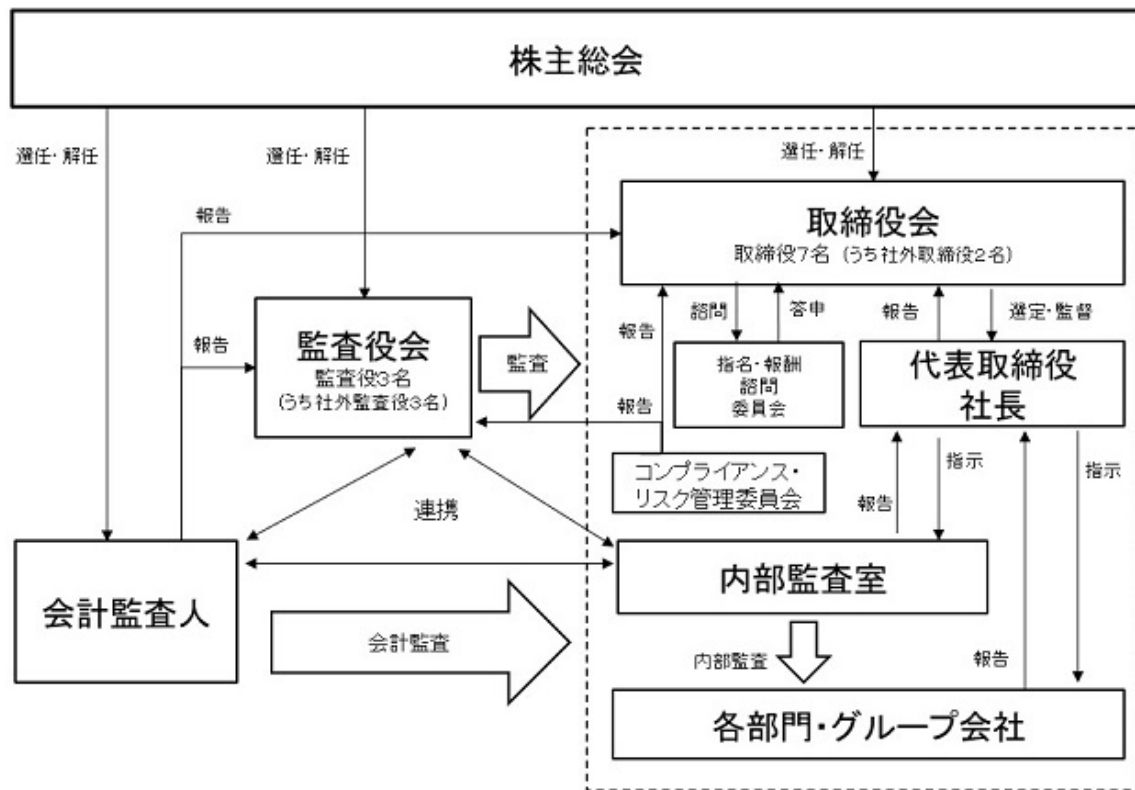 株主総会
選任・解任
選任・解任
選任・解任
取締役会
取締役7名（うち社外取締役2名）
報告
諮問
答申
報告
選定・監督
報告
監査役会
監査役3名
（うち社外監査役3名）
監査
報告
指名・報酬
諮問
委員会
代表取締役
社長
報告
コンプライアンス・
リスク管理委員会
指示
指示
報告
連携
会計監査人
内部監査室
会計監査
内部監査
報告
各部門・グループ会社